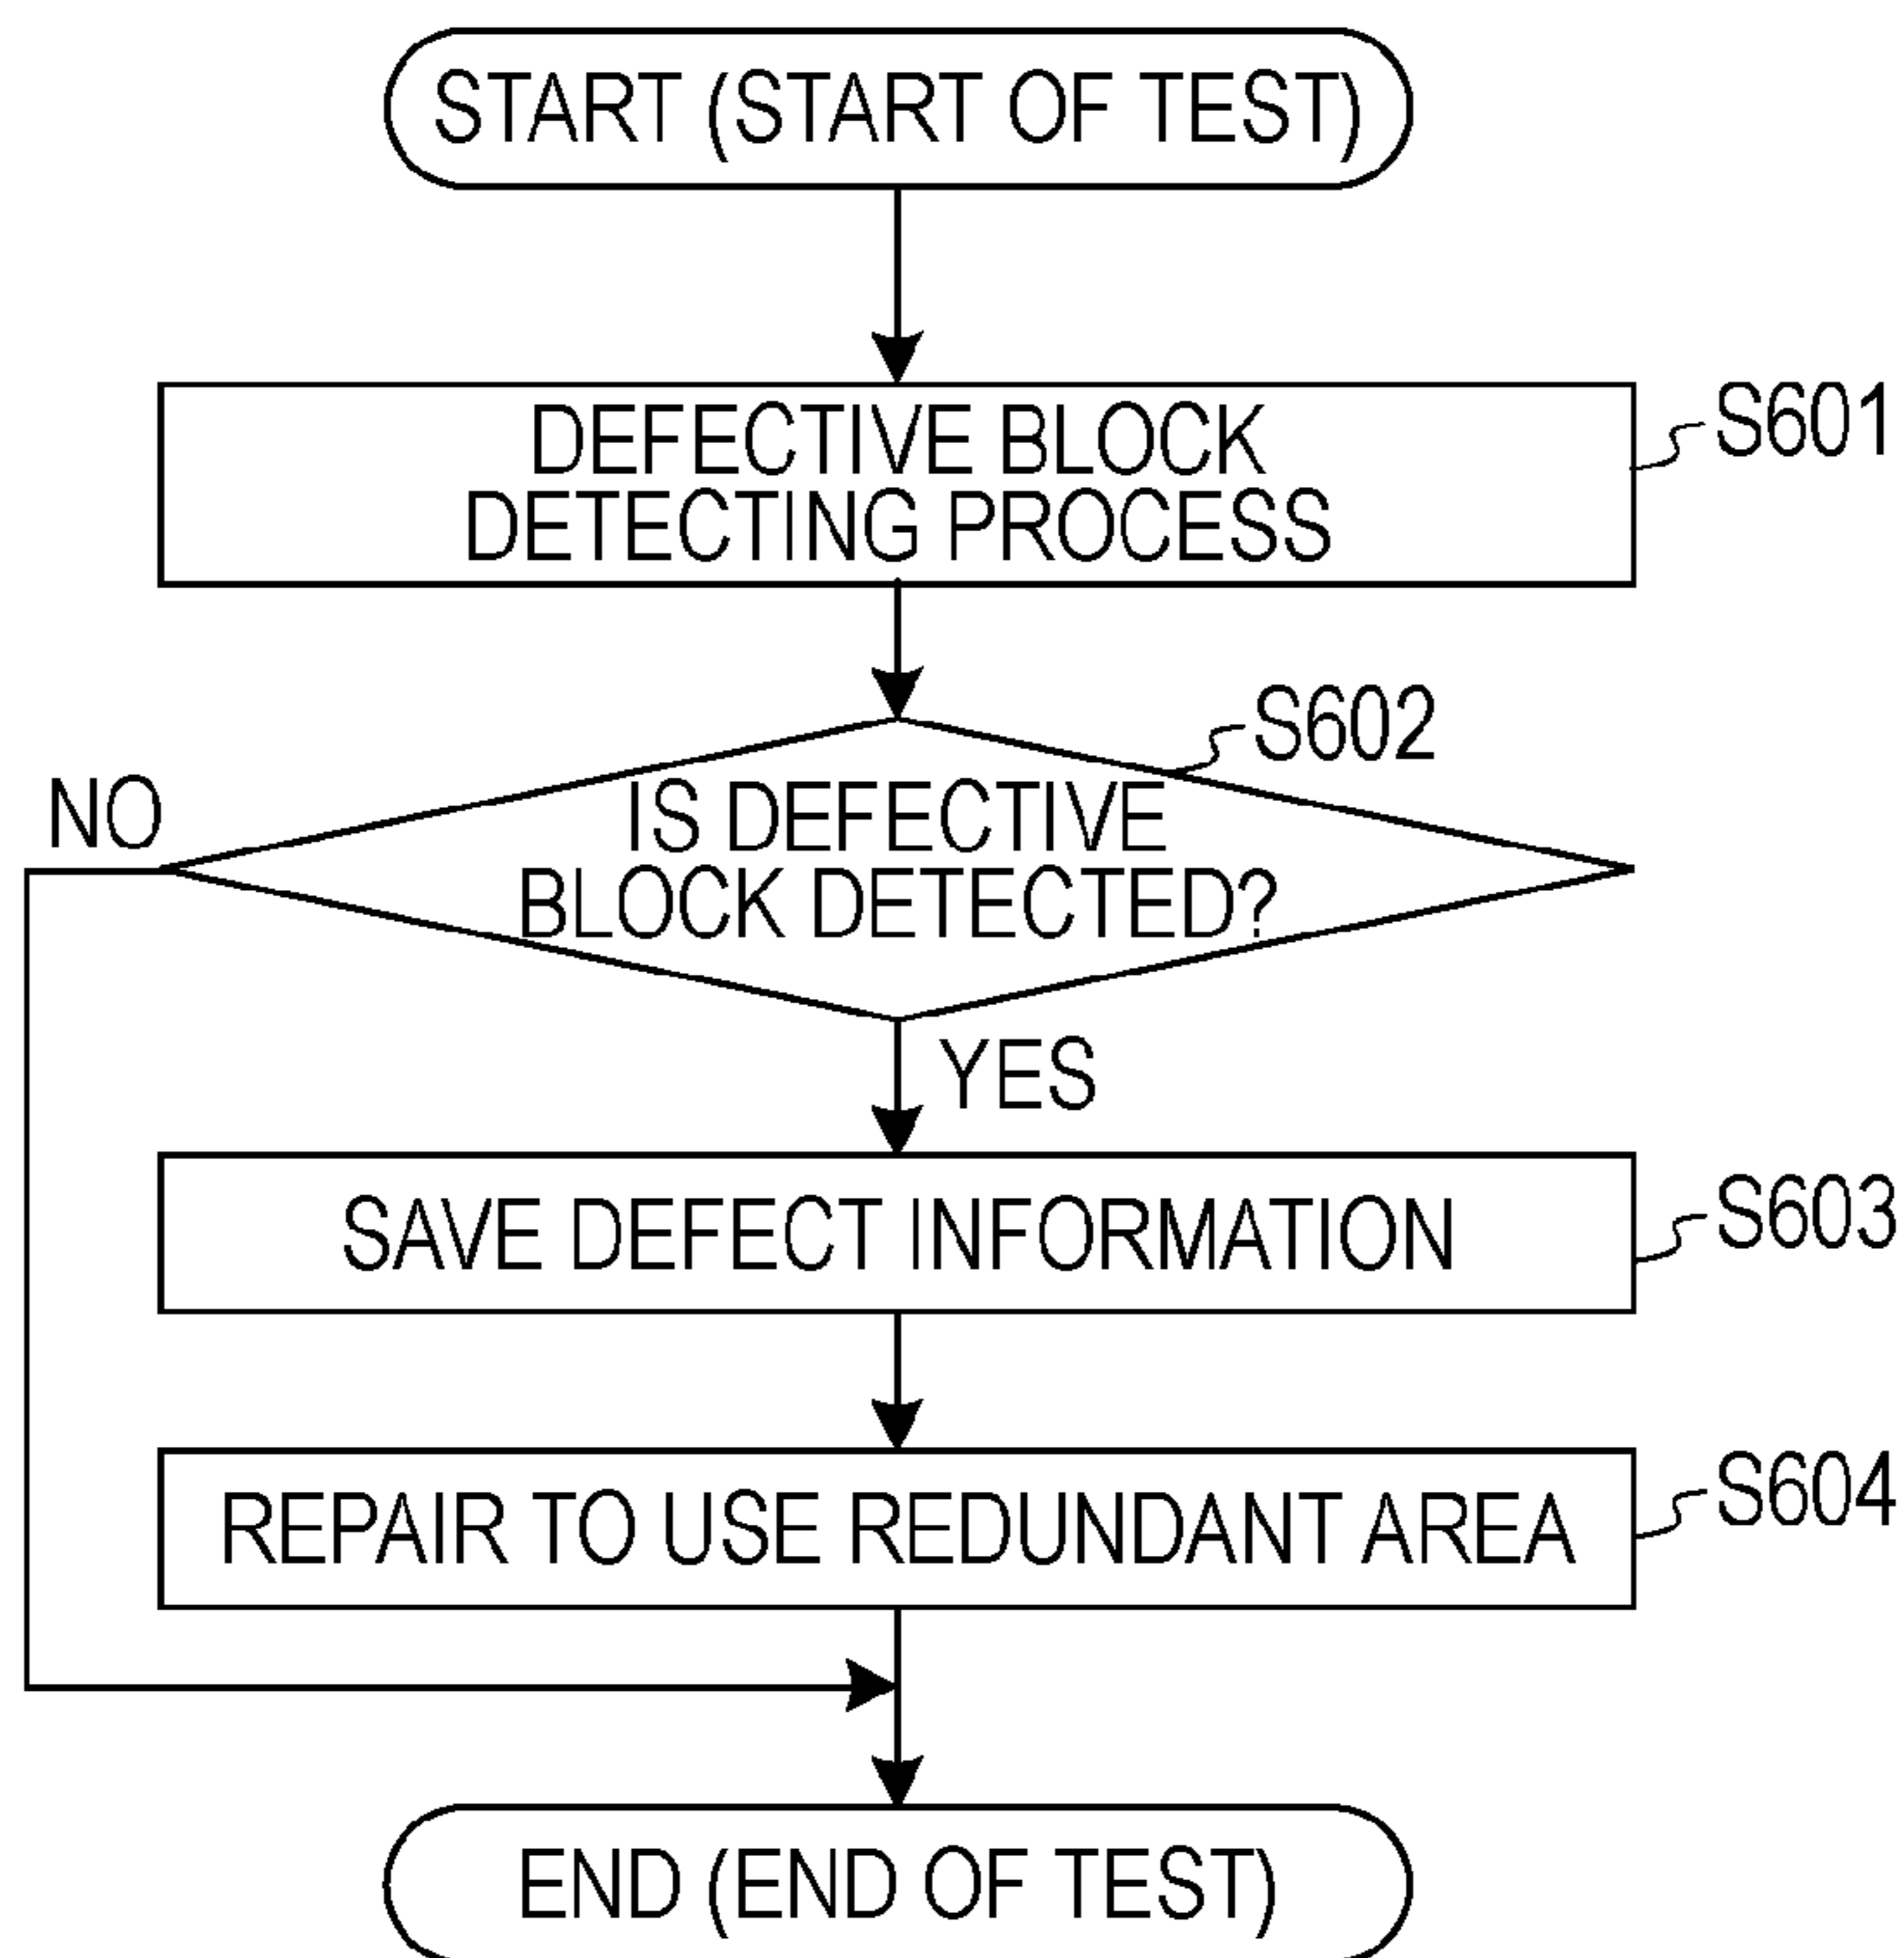 START (START OF TEST)
DEFECTIVE BLOCK
DETECTING PROCESS
S601
S602
NO
IS DEFECTIVE
BLOCK DETECTED?
YES
SAVE DEFECT INFORMATION
S603
REPAIR TO USE REDUNDANT AREA
S604
END (END OF TEST)